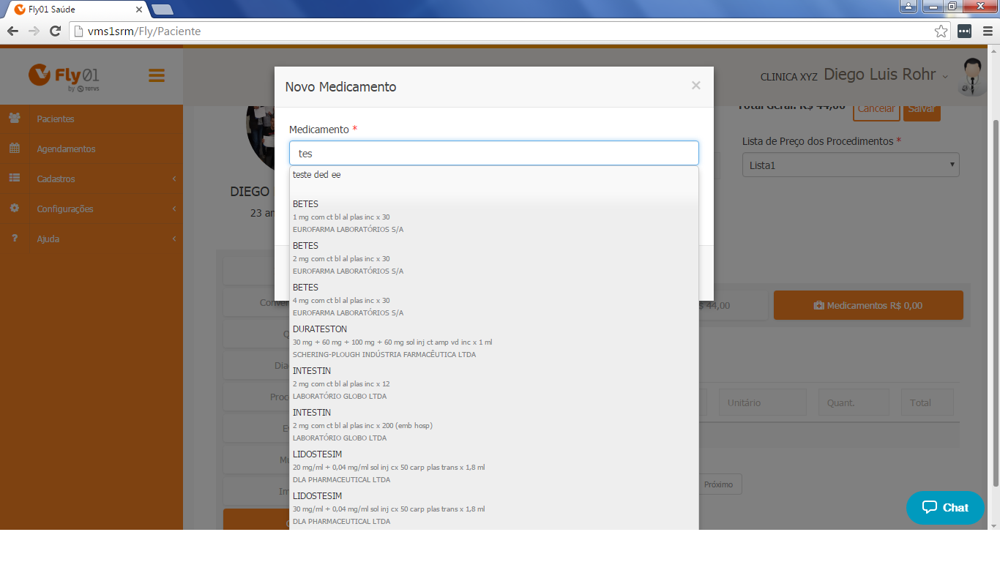 Fly01 Saúde
vms1srm/Fly/Paciente
Fly01
by TOTVS
CLINICA XYZ Diego Luis Rohr
Pacientes
Agendamentos
Cadastros
Configurações
Ajuda
Novo Medicamento
×
Medicamento *
tes
teste ded ee
BETES
1 mg com ct bl al plas inc x 30
EUROFARMA LABORATÓRIOS S/A
BETES
2 mg com ct bl al plas inc x 30
EUROFARMA LABORATÓRIOS S/A
BETES
4 mg com ct bl al plas inc x 30
EUROFARMA LABORATÓRIOS S/A
DURATESTON
30 mg + 60 mg + 100 mg + 60 mg sol inj ct amp vd inc x 1 ml
SCHERING-PLOUGH INDÚSTRIA FARMACÊUTICA LTDA
INTESTIN
2 mg com ct bl al plas inc x 12
LABORATÓRIO GLOBO LTDA
INTESTIN
2 mg com ct bl al plas inc x 200 (emb hosp)
LABORATÓRIO GLOBO LTDA
LIDOSTESIM
20 mg/ml + 0,04 mg/ml sol inj cx 50 carp plas trans x 1,8 ml
DLA PHARMACEUTICAL LTDA
LIDOSTESIM
30 mg/ml + 0,04 mg/ml sol inj cx 50 carp plas trans x 1,8 ml
DLA PHARMACEUTICAL LTDA
Total Geral: R$ 44,00
Cancelar
Salvar
Lista de Preço dos Procedimentos *
Lista1
DIEGO
23 an
44,00
Medicamentos R$ 0,00
Unitário
Quant.
Total
Próximo
Chat